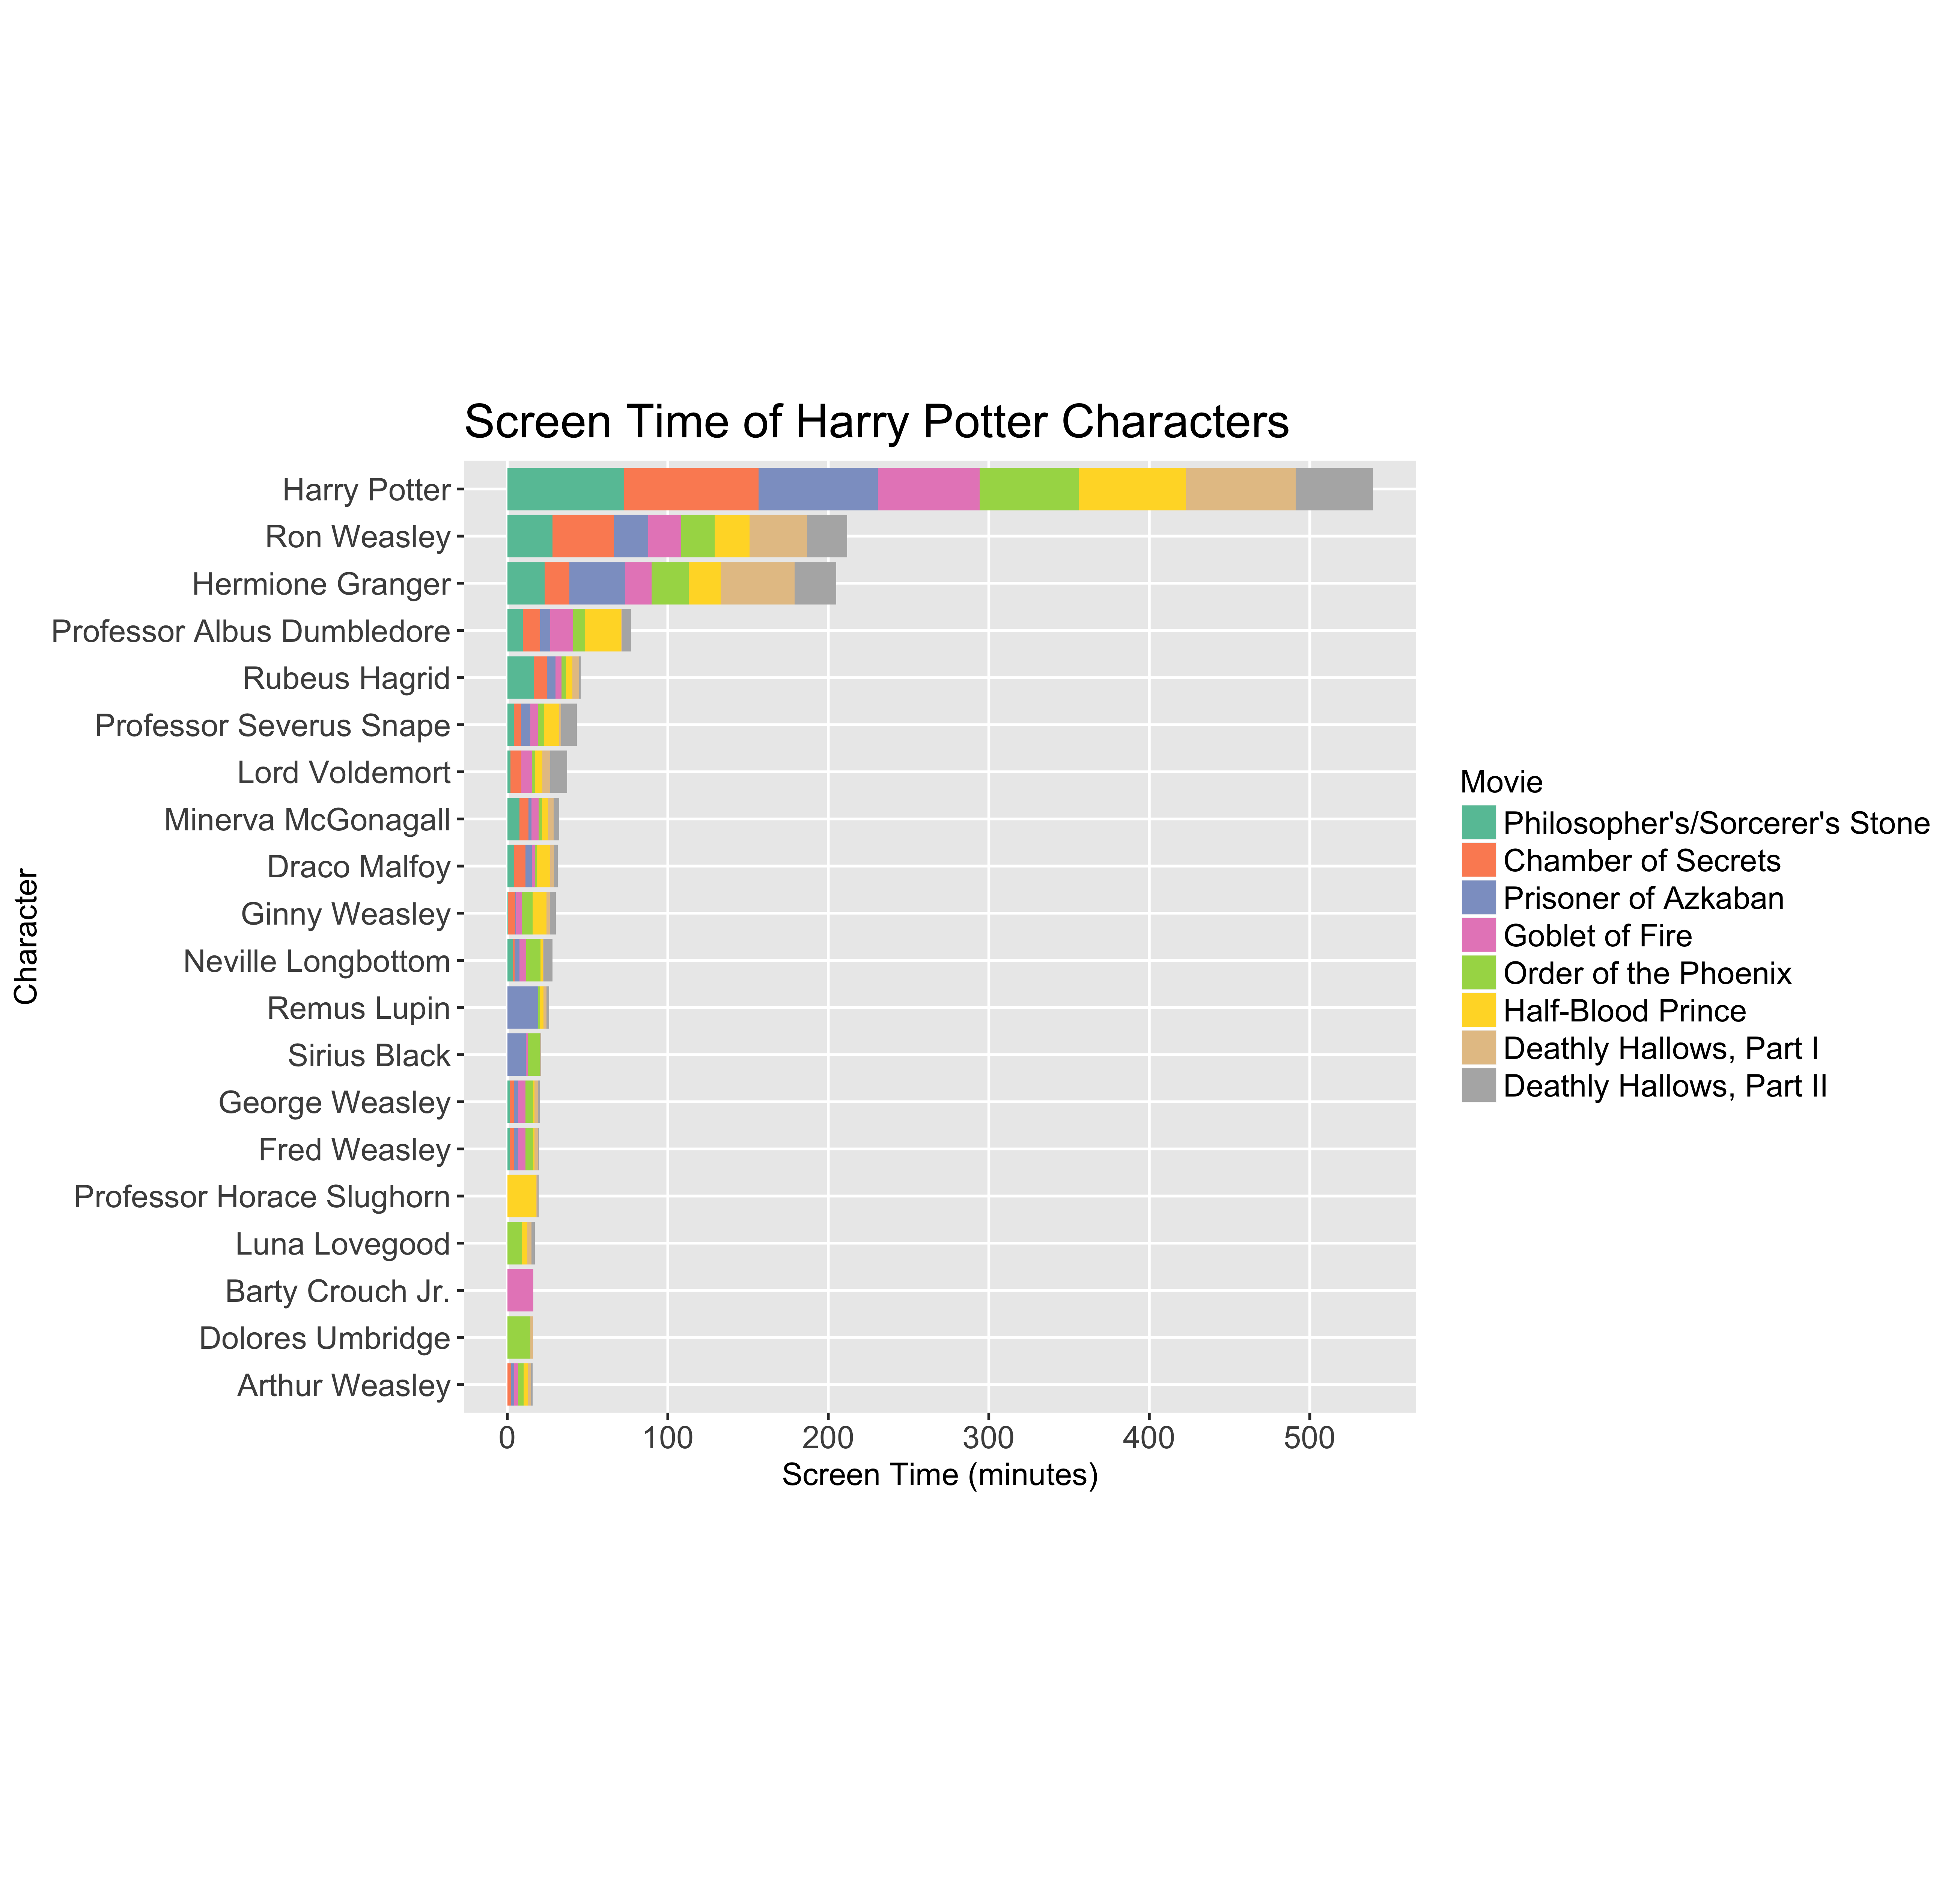 Screen Time of Harry Potter Characters
Character
Harry Potter
Ron Weasley
Hermione Granger
Professor Albus Dumbledore
Rubeus Hagrid
Professor Severus Snape
Lord Voldemort
Minerva McGonagall
Draco Malfoy
Ginny Weasley
Neville Longbottom
Remus Lupin
Sirius Black
George Weasley
Fred Weasley
Professor Horace Slughorn
Luna Lovegood
Barty Crouch Jr.
Dolores Umbridge
Arthur Weasley
0 100 200 300 400 500
Screen Time (minutes)
Movie
Philosopher's/Sorcerer's Stone
Chamber of Secrets
Prisoner of Azkaban
Goblet of Fire
Order of the Phoenix
Half-Blood Prince
Deathly Hallows, Part I
Deathly Hallows, Part II